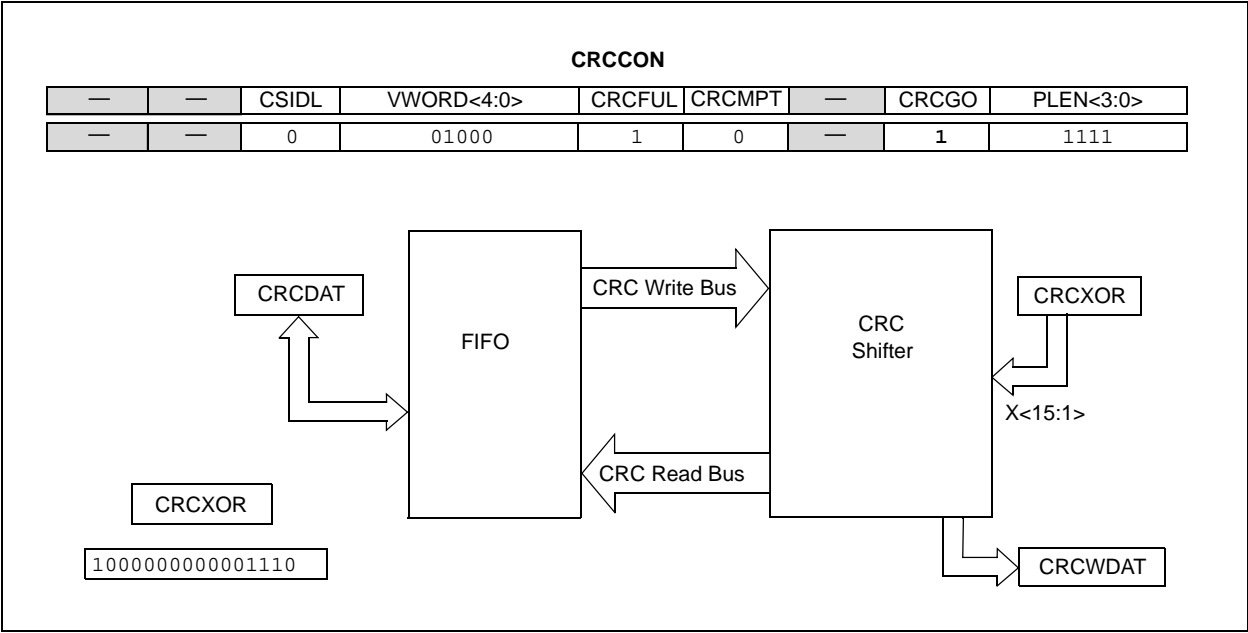 CRCCON
— — CSIDL VWORD<4:0> CRCFUL CRCMPT — CRCGO PLEN<3:0>
— — 0 01000 1 0 — 1 1111
CRCDAT
FIFO
CRC Write Bus
CRC
Shifter
CRCXOR
X<15:1>
CRC Read Bus
CRCXOR
1000000000001110
CRCWDAT